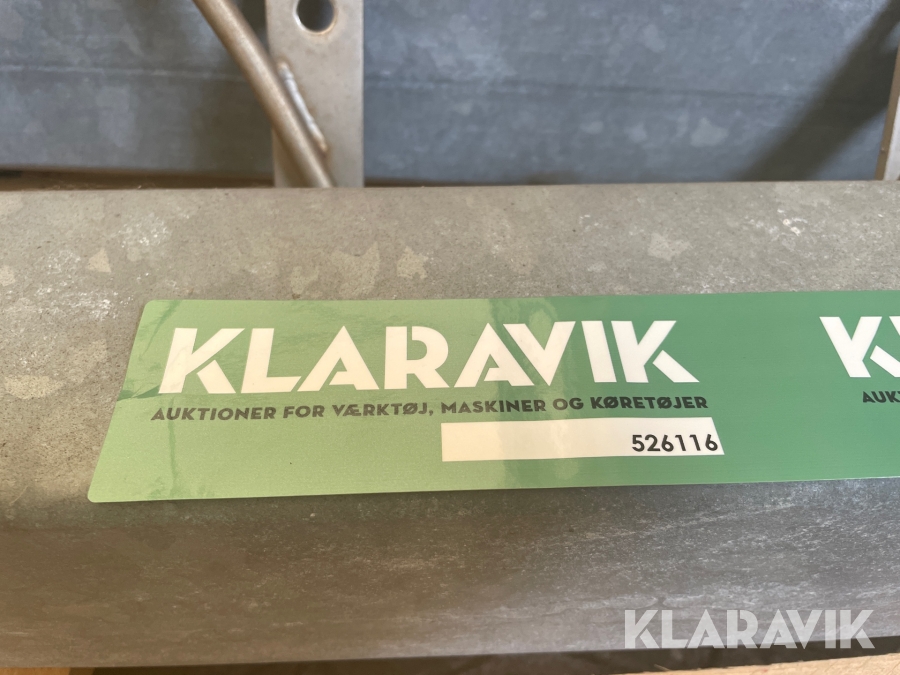 KLARAVIK
AUKTIONER FOR VÆRKTØJ, MASKINER OG KØRETØJER
526116
KLARAVIK